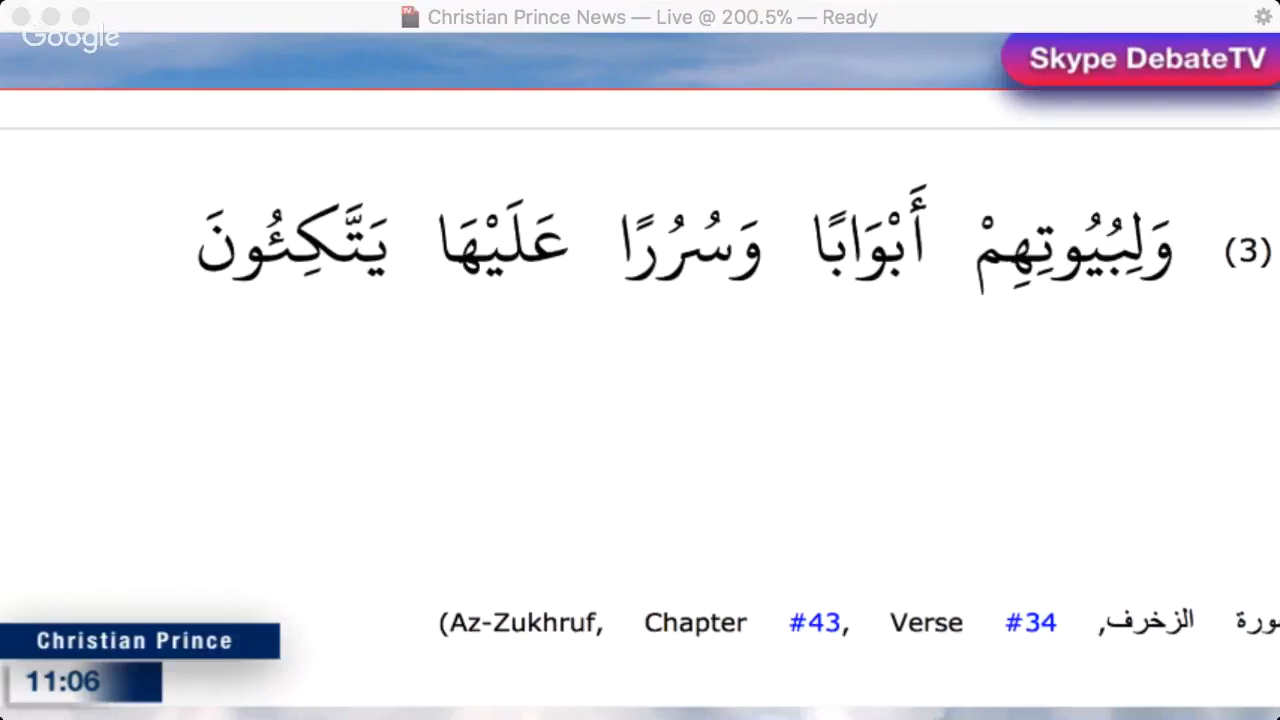 Christian Prince News — Live @ 200.5% — Ready
Google
Skype DebateTV
(3) وَلِبُيُوتِهِمْ أَبْوَابًا وَسُرُرًا عَلَيْهَا يَتَّكِئُونَ
(Az-Zukhruf, Chapter #43, Verse #34 الزخرف,
Christian Prince
11:06